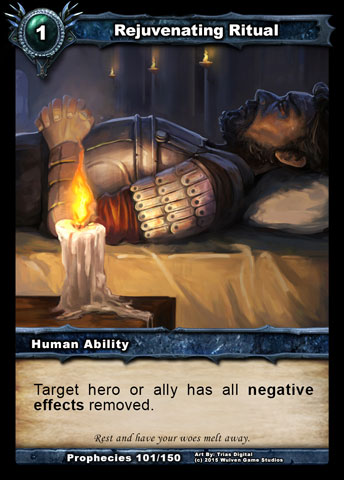 1
Rejuvenating Ritual
Human Ability
Target hero or ally has all negative
effects removed.
Rest and have your woes melt away.
Prophecies 101/150
Art By: Trias Digital
(c) 2015 Wulven Game Studios